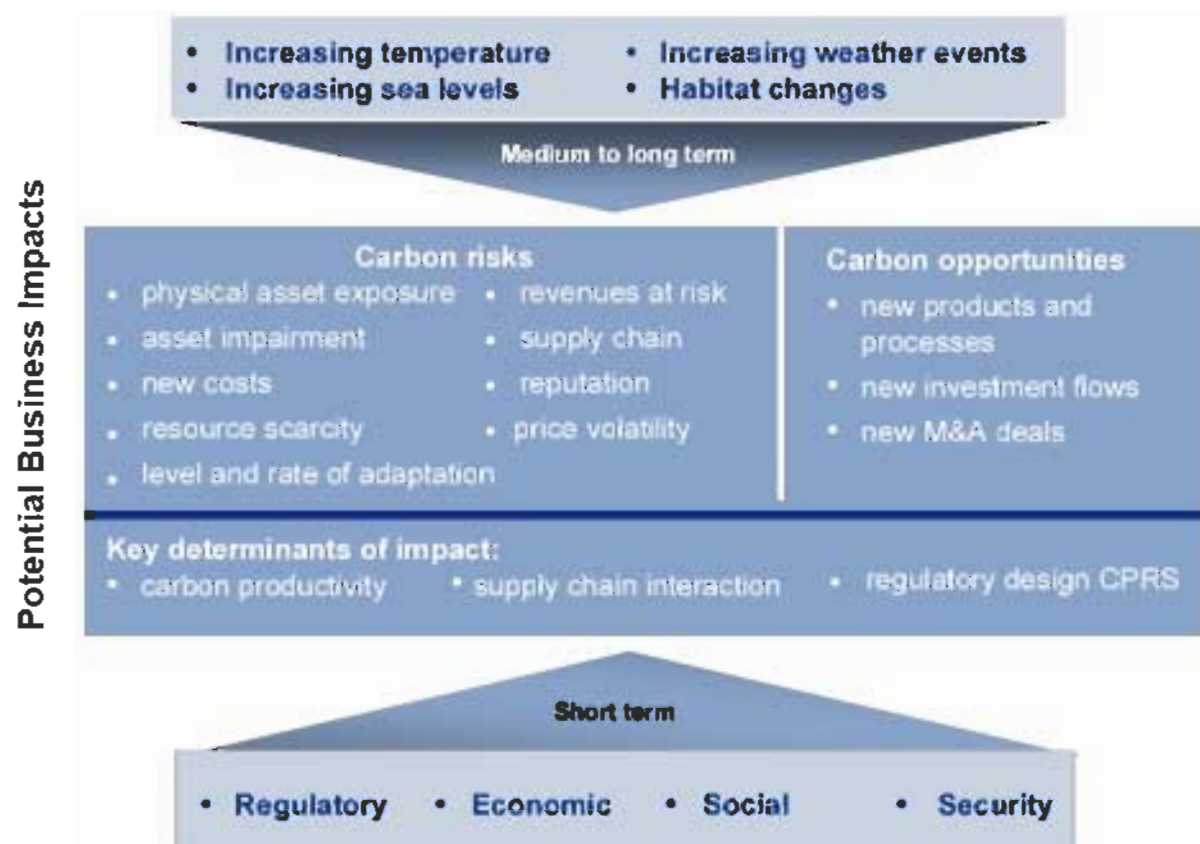 Potential Business Impacts
• Increasing temperature • Increasing weather events
• Increasing sea levels • Habitat changes
Medium to long term
Carbon risks
• physical asset exposure • revenues at risk
• asset impairment • supply chain
• new costs • reputation
• resource scarcity • price volatility
• level and rate of adaptation
Carbon opportunities
• new products and
processes
• new investment flows
• new M&A deals
Key determinants of impact:
• carbon productivity • supply chain interaction • regulatory design CPRS
Short term
• Regulatory • Economic • Social • Security